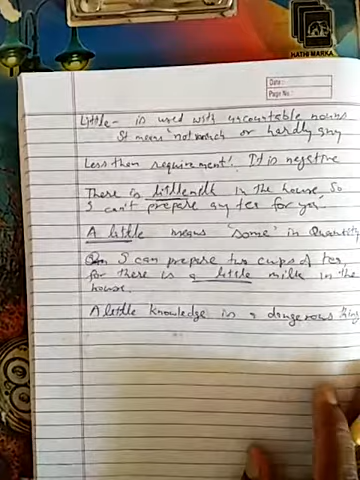 HATHI MARKA
Date:
Page No.:
Little - is used with uncountable nouns
It means 'not much or hardly any
Less then requirement'. It is negative
There is little milk in the house. So
I can't prepare any tea for you.
A little means 'some' in Quantity
I can prepare two cups of tea,
for there is a little milk in the
house.
A little knowledge is a dangerous thing